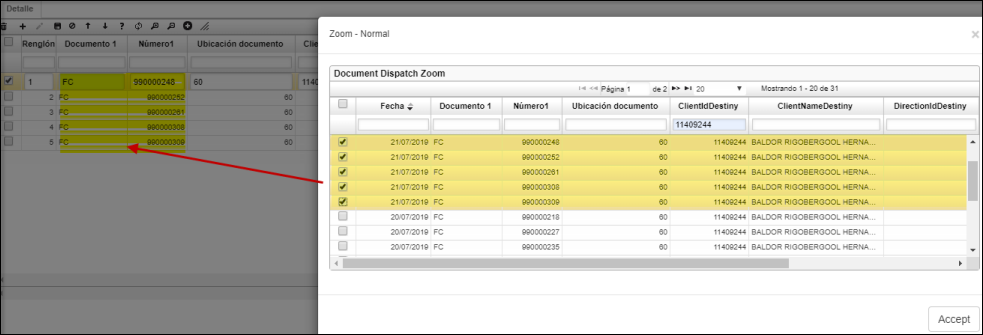 Detalle
Renglón Documento 1 Número1 Ubicación documento Clie
1 FC 990000248 60 1140
2 FC 990000252 60
3 FC 990000261 60
4 FC 990000308 60
5 FC 990000309 60
Zoom - Normal ×
Document Dispatch Zoom
Página 1 de 2 20 Mostrando 1 - 20 de 31
Fecha Documento 1 Número1 Ubicación documento ClientIdDestiny ClientNameDestiny DirectionIdDestiny
11409244
21/07/2019 FC 990000248 60 11409244 BALDOR RIGOBERGOOL HERNA...
21/07/2019 FC 990000252 60 11409244 BALDOR RIGOBERGOOL HERNA...
21/07/2019 FC 990000261 60 11409244 BALDOR RIGOBERGOOL HERNA...
21/07/2019 FC 990000308 60 11409244 BALDOR RIGOBERGOOL HERNA...
21/07/2019 FC 990000309 60 11409244 BALDOR RIGOBERGOOL HERNA...
20/07/2019 FC 990000218 60 11409244 BALDOR RIGOBERGOOL HERNA...
20/07/2019 FC 990000227 60 11409244 BALDOR RIGOBERGOOL HERNA...
20/07/2019 FC 990000235 60 11409244 BALDOR RIGOBERGOOL HERNA...
Accept